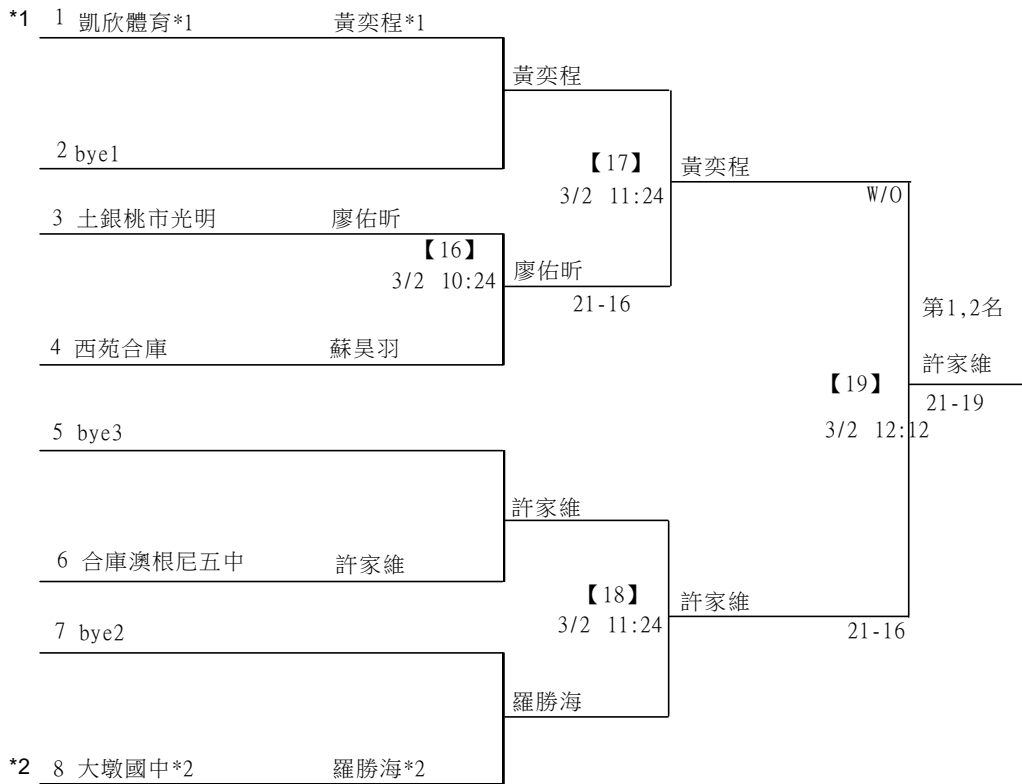 *1 1 凱欣體育*1 黃奕程*1
黃奕程
2 bye1
【17】 黃奕程
3/2 11:24 W/O
3 土銀桃市光明 廖佑昕
【16】
3/2 10:24 廖佑昕
21-16
第1,2名
4 西苑合庫 蘇昊羽
許家維
【19】
21-19
3/2 12:12
5 bye3
許家維
6 合庫澳根尼五中 許家維
【18】 許家維
3/2 11:24 21-16
7 bye2
羅勝海
*2 8 大墩國中*2 羅勝海*2